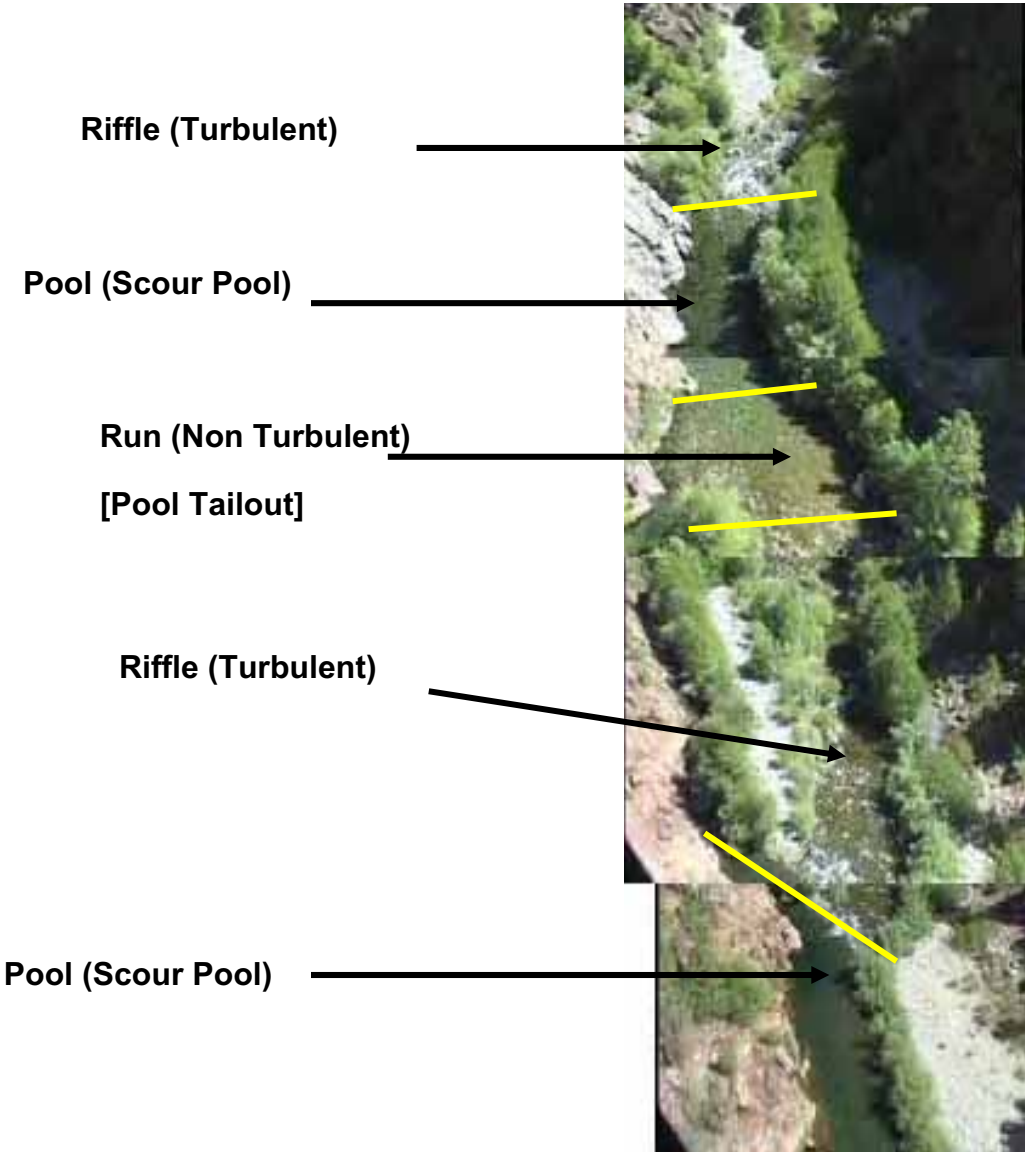 Riffle (Turbulent)
Pool (Scour Pool)
Run (Non Turbulent)
[Pool Tailout]
Riffle (Turbulent)
Pool (Scour Pool)